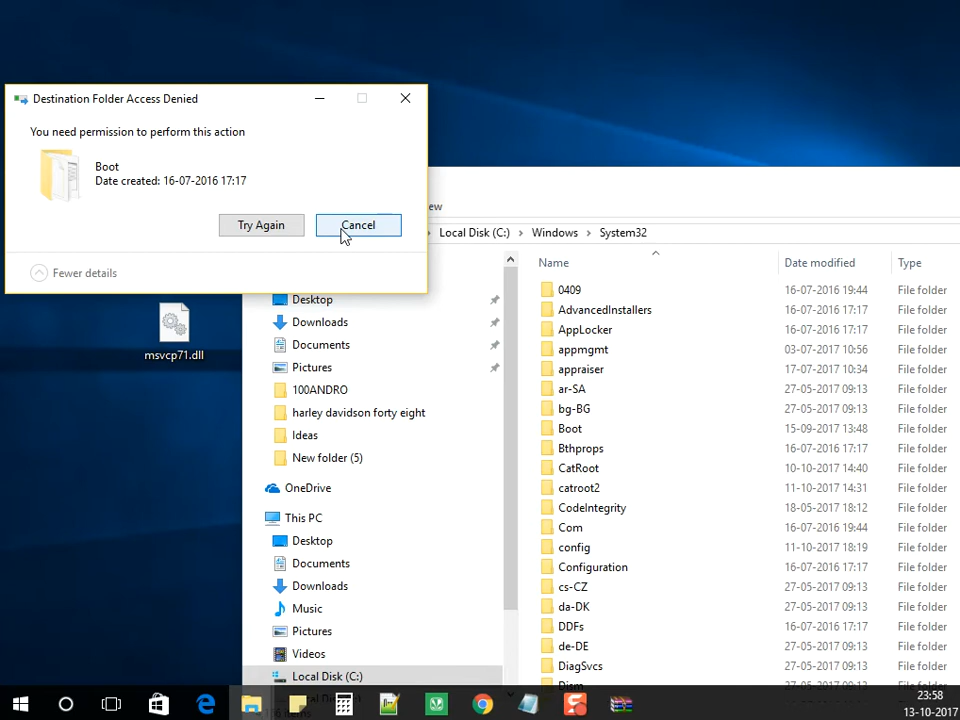 Destination Folder Access Denied
You need permission to perform this action
Boot
Date created: 16-07-2016 17:17
Try Again
Cancel
Fewer details
msvcp71.dll
ew
Local Disk (C:) > Windows > System32
Desktop
Downloads
Documents
Pictures
100ANDRO
harley davidson forty eight
Ideas
New folder (5)
OneDrive
This PC
Desktop
Documents
Downloads
Music
Pictures
Videos
Local Disk (C:)
Name Date modified Type
0409 16-07-2016 19:44 File folder
AdvancedInstallers 16-07-2016 17:17 File folder
AppLocker 16-07-2016 17:17 File folder
appmgmt 03-07-2017 10:56 File folder
appraiser 17-07-2017 10:34 File folder
ar-SA 27-05-2017 09:13 File folder
bg-BG 27-05-2017 09:13 File folder
Boot 15-09-2017 13:48 File folder
Bthprops 16-07-2016 17:17 File folder
CatRoot 10-10-2017 14:40 File folder
catroot2 11-10-2017 14:31 File folder
CodeIntegrity 18-05-2017 18:12 File folder
Com 16-07-2016 19:44 File folder
config 11-10-2017 18:19 File folder
Configuration 16-07-2016 17:17 File folder
cs-CZ 27-05-2017 09:13 File folder
da-DK 27-05-2017 09:13 File folder
DDFs 16-07-2016 17:17 File folder
de-DE 27-05-2017 09:13 File folder
DiagSvcs 16-07-2016 17:17 File folder
Dism
23:58
13-10-2017